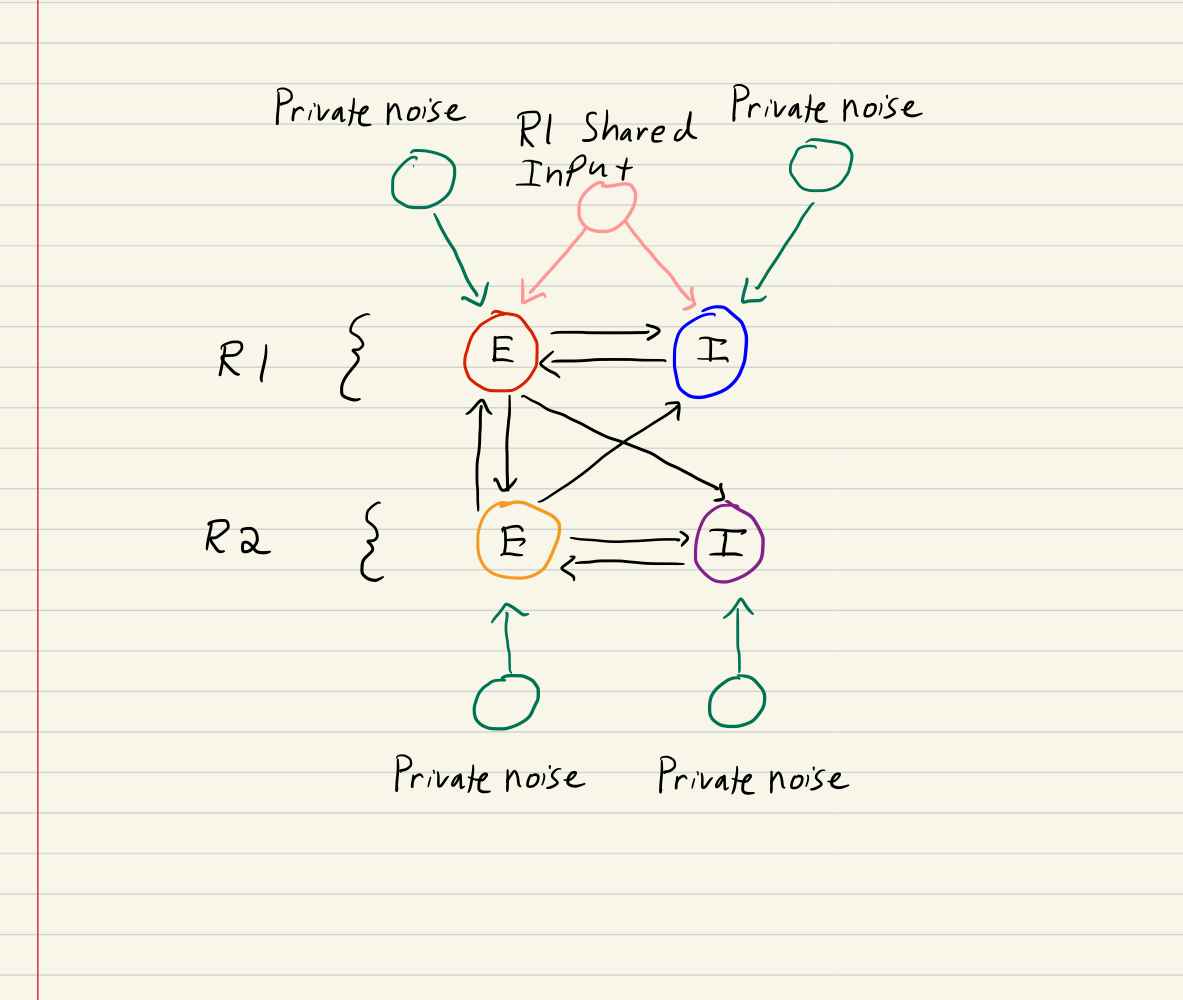 Private noise
R1 Shared
Input
Private noise
R1
E
I
R2
E
I
Private noise
Private noise